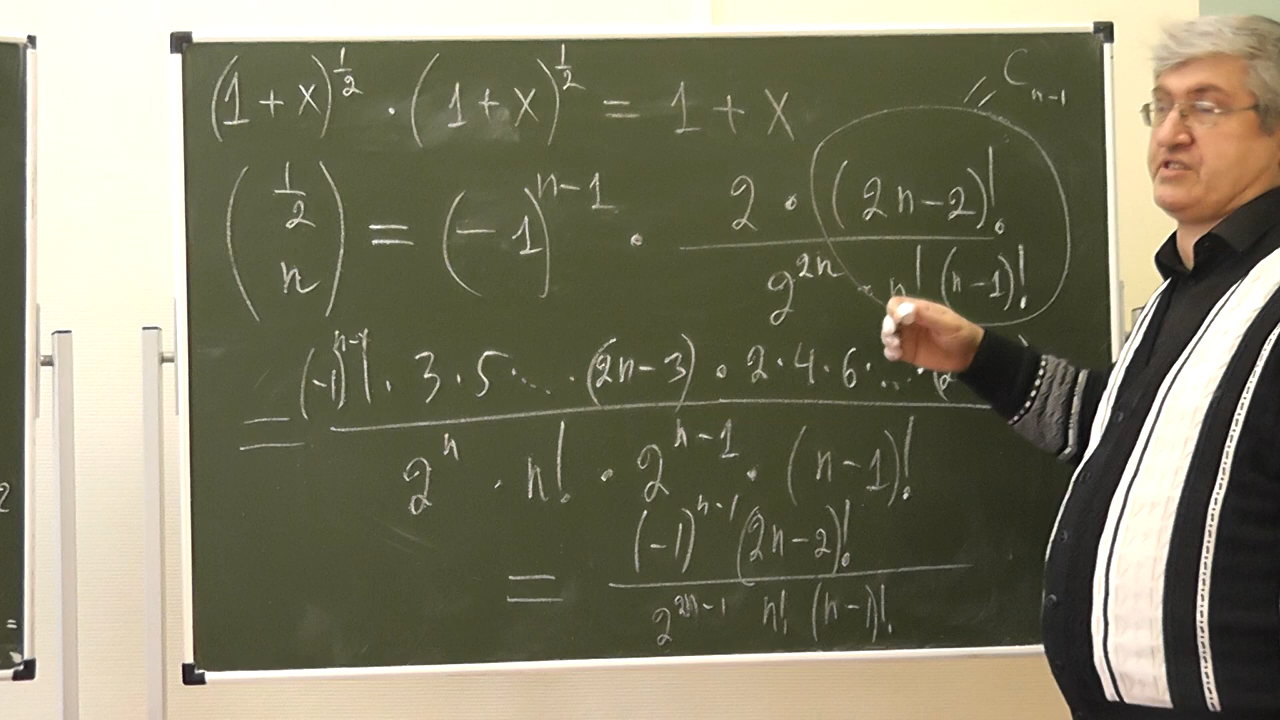 (1+x)^{1/2} · (1+x)^{1/2} = 1+x
C_{n-1}
(1/2 n) = (-1)^{n-1} · 2·(2n-2)! / 2^{2n} · n! (n-1)!
= (-1)^{n-1} 1·3·5·...·(2n-3)·2·4·6·...·(2 ) / 2^n · n! · 2^{n-1} · (n-1)!
= (-1)^{n-1} (2n-2)! / 2^{2n-1} n! (n-1)!
2
=